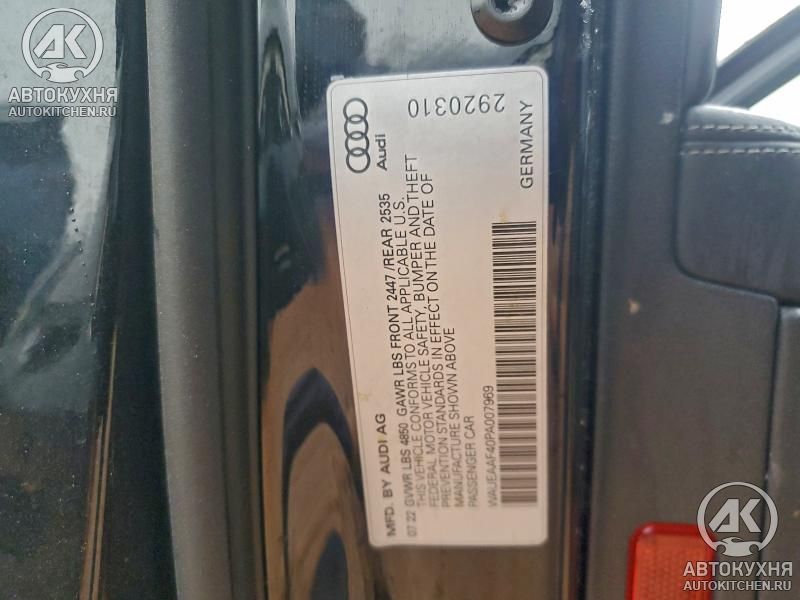 AK
АВТОКУХНЯ
AUTOKITCHEN.RU
Audi
2920310
MFD. BY AUDI AG
07 22 GVWR LBS 4850 GAWR LBS FRONT 2447 /REAR 2535
THIS VEHICLE CONFORMS TO ALL APPLICABLE U.S.
FEDERAL MOTOR VEHICLE SAFETY, BUMPER AND THEFT
PREVENTION STANDARDS IN EFFECT ON THE DATE OF
MANUFACTURE SHOWN ABOVE
PASSENGER CAR
WAUEAAF40PA007969
GERMANY
AK
АВТОКУХНЯ
AUTOKITCHEN.RU